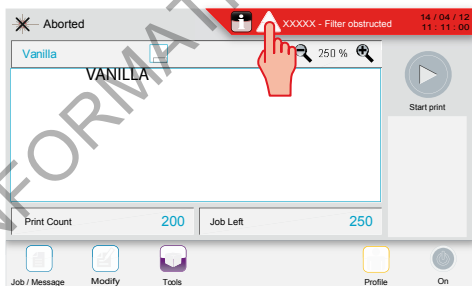 Aborted
XXXXX - Filter obstructed
14 / 04 / 12
11 : 11 : 00
Vanilla
250 %
VANILLA
Start print
Print Count
200
Job Left
250
Job / Message
Modify
Tools
Profile
On